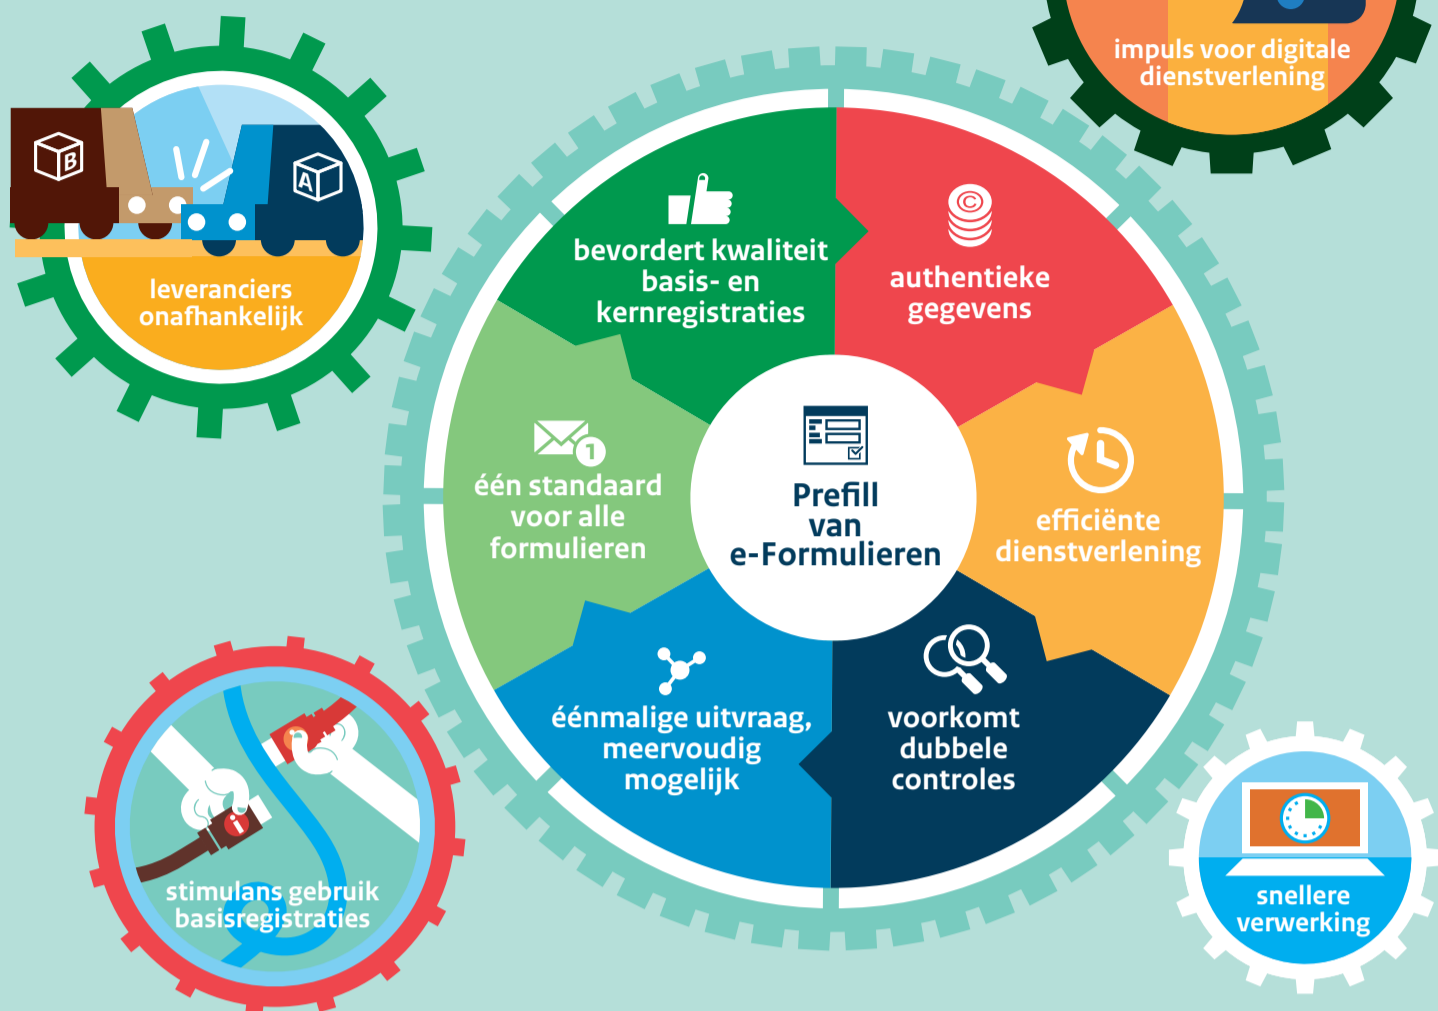 impuls voor digitale
dienstverlening
B
A
leveranciers
onafhankelijk
bevordert kwaliteit
basis- en
kernregistraties
©
authentieke
gegevens
1
één standaard
voor alle
formulieren
Prefill
van
e-Formulieren
efficiënte
dienstverlening
éénmalige uitvraag,
meervoudig
mogelijk
voorkomt
dubbele
controles
i
stimulans gebruik
basisregistraties
snellere
verwerking